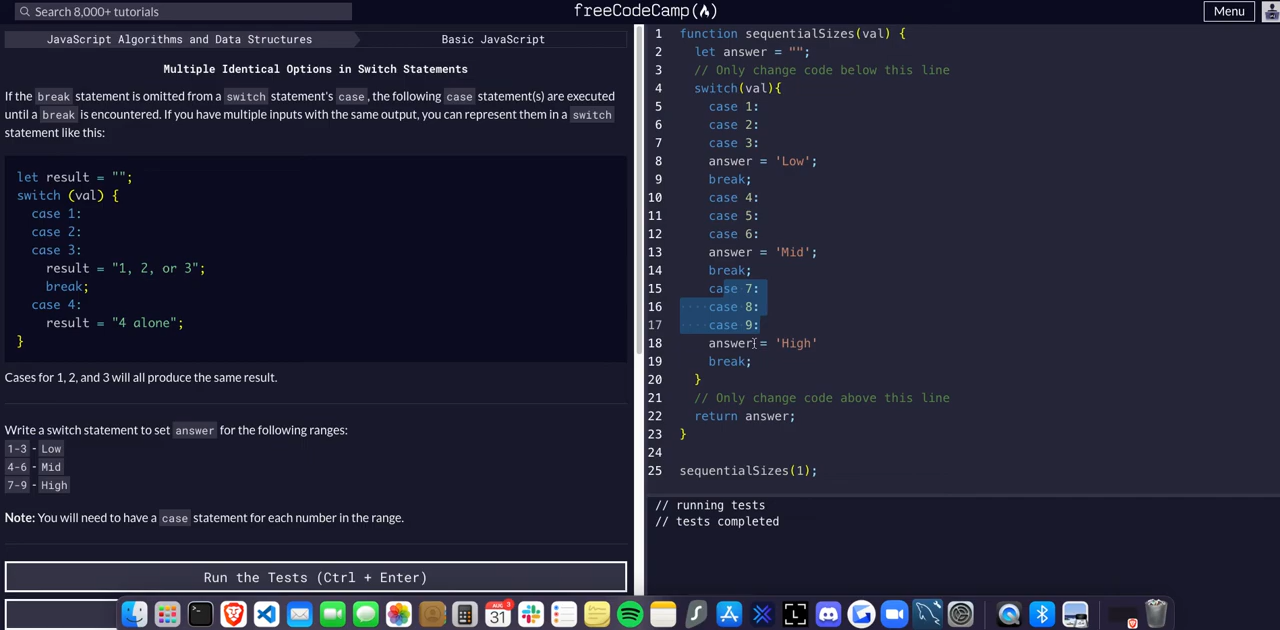 Search 8,000+ tutorials
freeCodeCamp(🔥)
Menu
JavaScript Algorithms and Data Structures
Basic JavaScript
Multiple Identical Options in Switch Statements
If the break statement is omitted from a switch statement's case, the following case statement(s) are executed
until a break is encountered. If you have multiple inputs with the same output, you can represent them in a switch
statement like this:
let result = "";
switch (val) {
case 1:
case 2:
case 3:
result = "1, 2, or 3";
break;
case 4:
result = "4 alone";
}
Cases for 1, 2, and 3 will all produce the same result.
Write a switch statement to set answer for the following ranges:
1-3 - Low
4-6 - Mid
7-9 - High
Note: You will need to have a case statement for each number in the range.
Run the Tests (Ctrl + Enter)
1 function sequentialSizes(val) {
2 let answer = "";
3 // Only change code below this line
4 switch(val){
5 case 1:
6 case 2:
7 case 3:
8 answer = 'Low';
9 break;
10 case 4:
11 case 5:
12 case 6:
13 answer = 'Mid';
14 break;
15 case 7:
16 case 8:
17 case 9:
18 answer = 'High'
19 break;
20 }
21 // Only change code above this line
22 return answer;
23 }
24
25 sequentialSizes(1);
// running tests
// tests completed
AUG 3
31